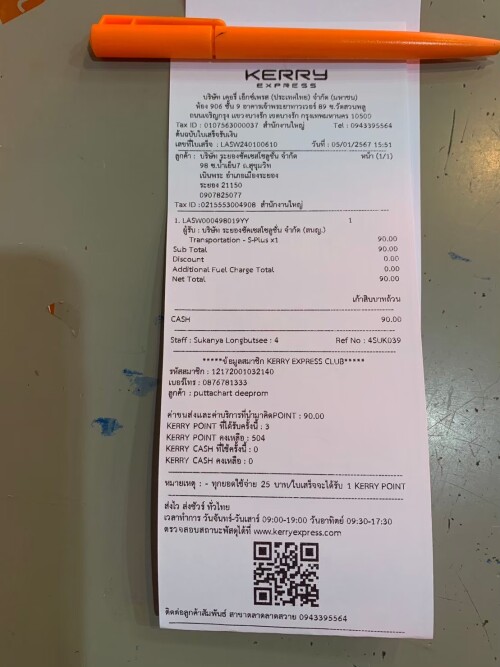 KERRY
EXPRESS
บริษัท เคอรี่ เอ็กซ์เพรส (ประเทศไทย) จำกัด (มหาชน)
ห้อง 906 ชั้น 9 อาคารเจ้าพระยาทาวเวอร์ 89 ซ.วัดสวนพลู
ถนนเจริญกรุง แขวงบางรัก เขตบางรัก กรุงเทพมหานคร 10500
Tax ID : 0107563000037 สำนักงานใหญ่ Tel : 0943395564
ต้นฉบับใบเสร็จรับเงิน
เลขที่ใบเสร็จ : LASW240100610 วันที่ : 05/01/2567 15:51
ลูกค้า : บริษัท ระยองซัคเซสโซลูชั่น จำกัด หน้า (1/1)
98 ซ.น้ำเย็น7 ถ.สุขุมวิท
เนินพระ อำเภอเมืองระยอง
ระยอง 21150
0907825077
Tax ID :0215553004908 สำนักงานใหญ่
1. LASW000498019YY 1
ผู้รับ : บริษัท ระยองซัคเซสโซลูชั่น จำกัด (สนญ.)
Transportation - S-Plus x1 90.00
Sub Total 90.00
Discount 0.00
Additional Fuel Charge Total 0.00
Net Total 90.00
เก้าสิบบาทถ้วน
CASH 90.00
Staff : Sukanya Longbutsee : 4 Ref No : 4SUK039
*****ข้อมูลสมาชิก KERRY EXPRESS CLUB*****
รหัสสมาชิก : 12172001032140
เบอร์โทร : 0876781333
ลูกค้า : puttachart deeprom
ค่าขนส่งและค่าบริการที่นำมาคิดPOINT : 90.00
KERRY POINT ที่ได้รับครั้งนี้ : 3
KERRY POINT คงเหลือ : 504
KERRY CASH ที่ใช้ครั้งนี้ : 0
KERRY CASH คงเหลือ : 0
หมายเหตุ : - ทุกยอดใช้จ่าย 25 บาท/ใบเสร็จจะได้รับ 1 KERRY POINT
ส่งไว ส่งชัวร์ ทั่วไทย
เวลาทำการ วันจันทร์-วันเสาร์ 09:00-19:00 วันอาทิตย์ 09:30-17:30
ตรวจสอบสถานะพัสดุได้ที่ www.kerryexpress.com
ติดต่อลูกค้าสัมพันธ์ สาขาตลาดลาดสวาย 0943395564